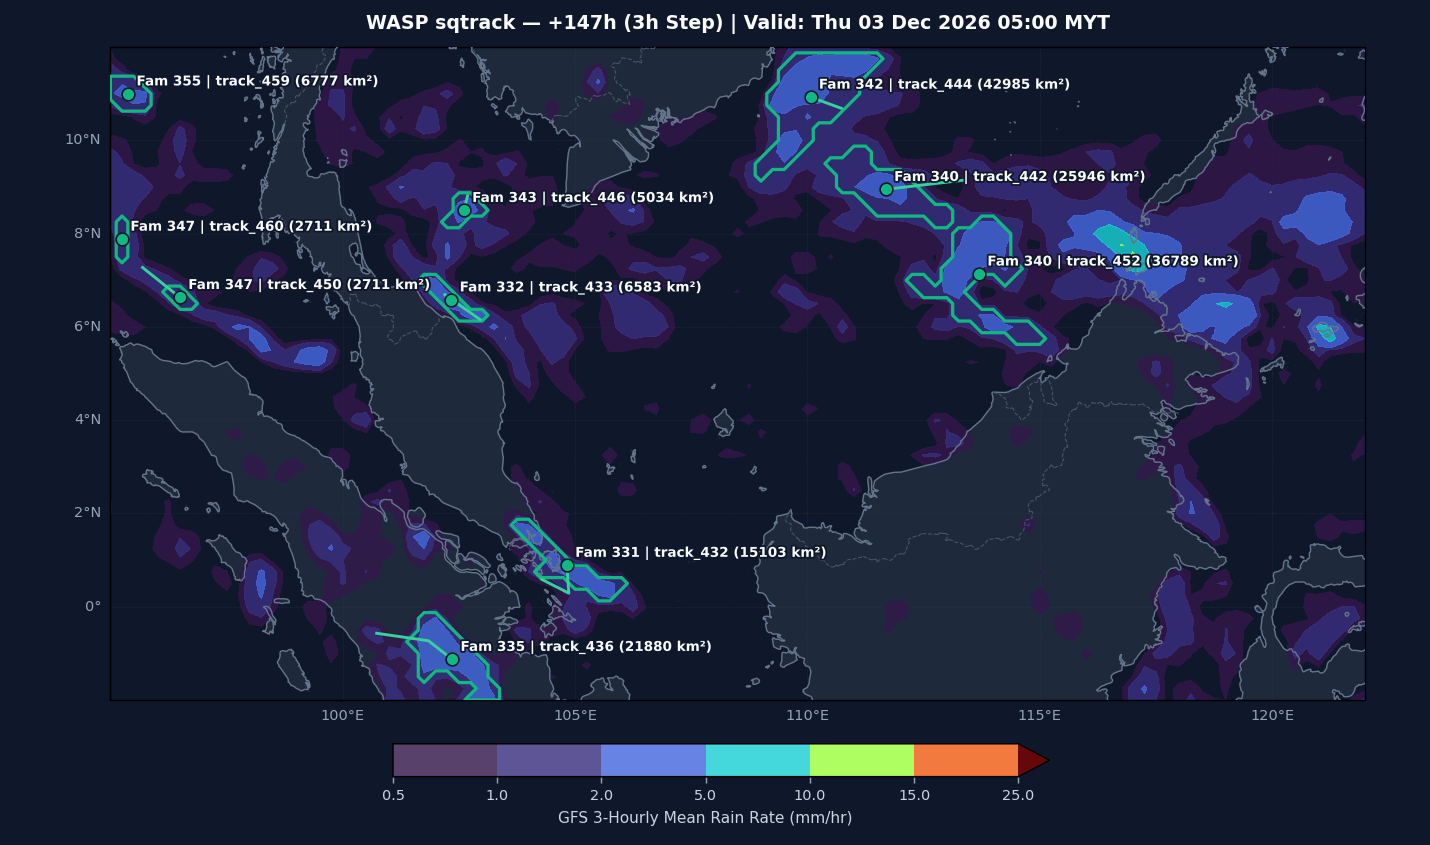 WASP sqtrack — +147h (3h Step) | Valid: Thu 03 Dec 2026 05:00 MYT
Fam 355 | track_459 (6777 km²)
Fam 342 | track_444 (42985 km²)
10°N
Fam 340 | track_442 (25946 km²)
Fam 343 | track_446 (5034 km²)
Fam 347 | track_460 (2711 km²)
8°N
Fam 340 | track_452 (36789 km²)
Fam 347 | track_450 (2711 km²)
Fam 332 | track_433 (6583 km²)
6°N
4°N
2°N
Fam 331 | track_432 (15103 km²)
0°
Fam 335 | track_436 (21880 km²)
100°E 105°E 110°E 115°E 120°E
0.5 1.0 2.0 5.0 10.0 15.0 25.0
GFS 3-Hourly Mean Rain Rate (mm/hr)